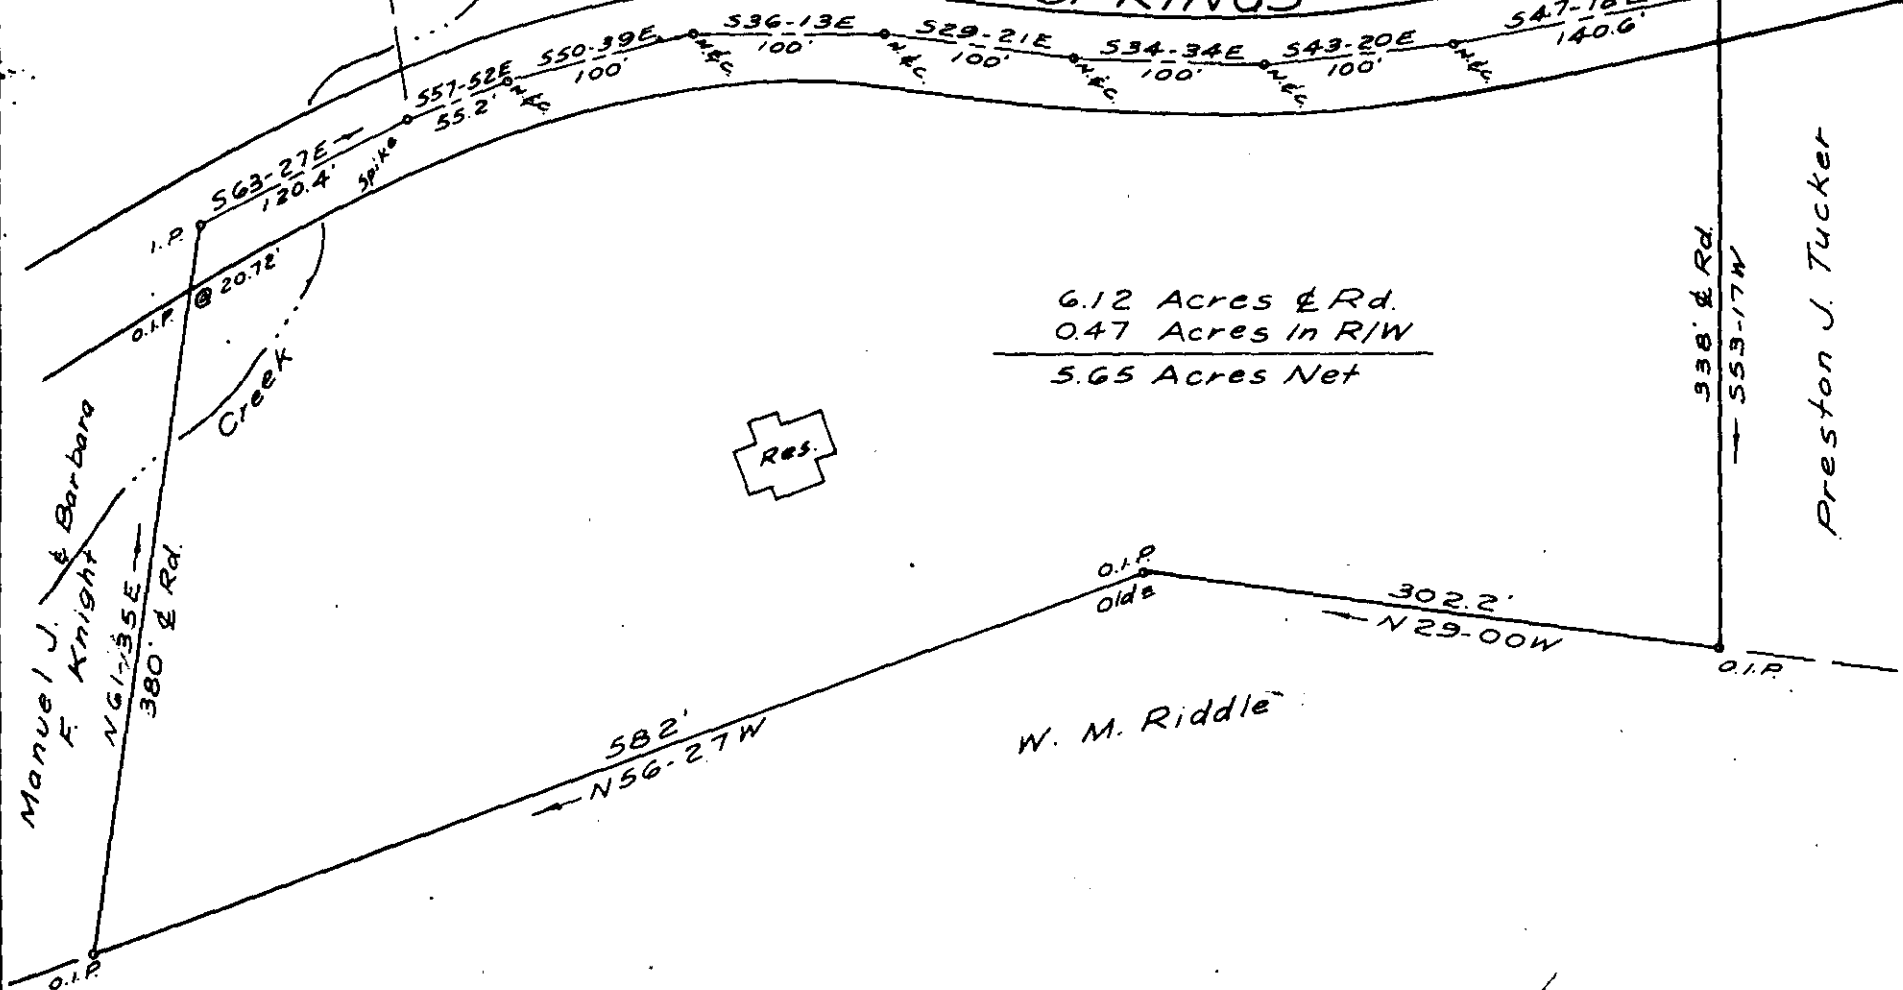 SPRINGS
S63-27E
120.4'
Spike
S57-52E
55.2'
N.&C.
S50-39E
100'
N.&C.
S36-13E
100'
N.&C.
S29-21E
100'
N.&C.
S34-34E
100'
N.&C.
S43-20E
100'
N.&C.
140.6'
I.P.
O.I.P. @ 20.72'
Creek
6.12 Acres ℄ Rd.
0.47 Acres in R/W
5.65 Acres Net
Res.
338' ℄ Rd.
S53-17W
Preston J. Tucker
Manuel J. & Barbara
F. Knight
N61-35E
380' ℄ Rd.
O.I.P.
582'
N56-27W
O.I.P.
Olds
302.2'
N29-00W
O.I.P.
W. M. Riddle